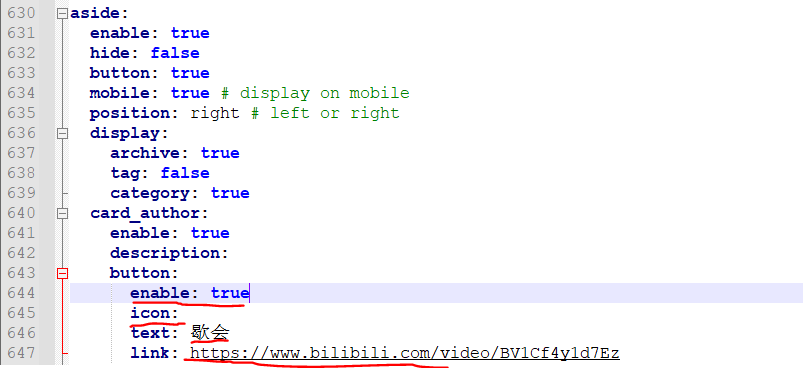 630 aside:
631 enable: true
632 hide: false
633 button: true
634 mobile: true # display on mobile
635 position: right # left or right
636 display:
637 archive: true
638 tag: false
639 category: true
640 card_author:
641 enable: true
642 description:
643 button:
644 enable: true
645 icon:
646 text: 歇会
647 link: https://www.bilibili.com/video/BV1Cf4y1d7Ez